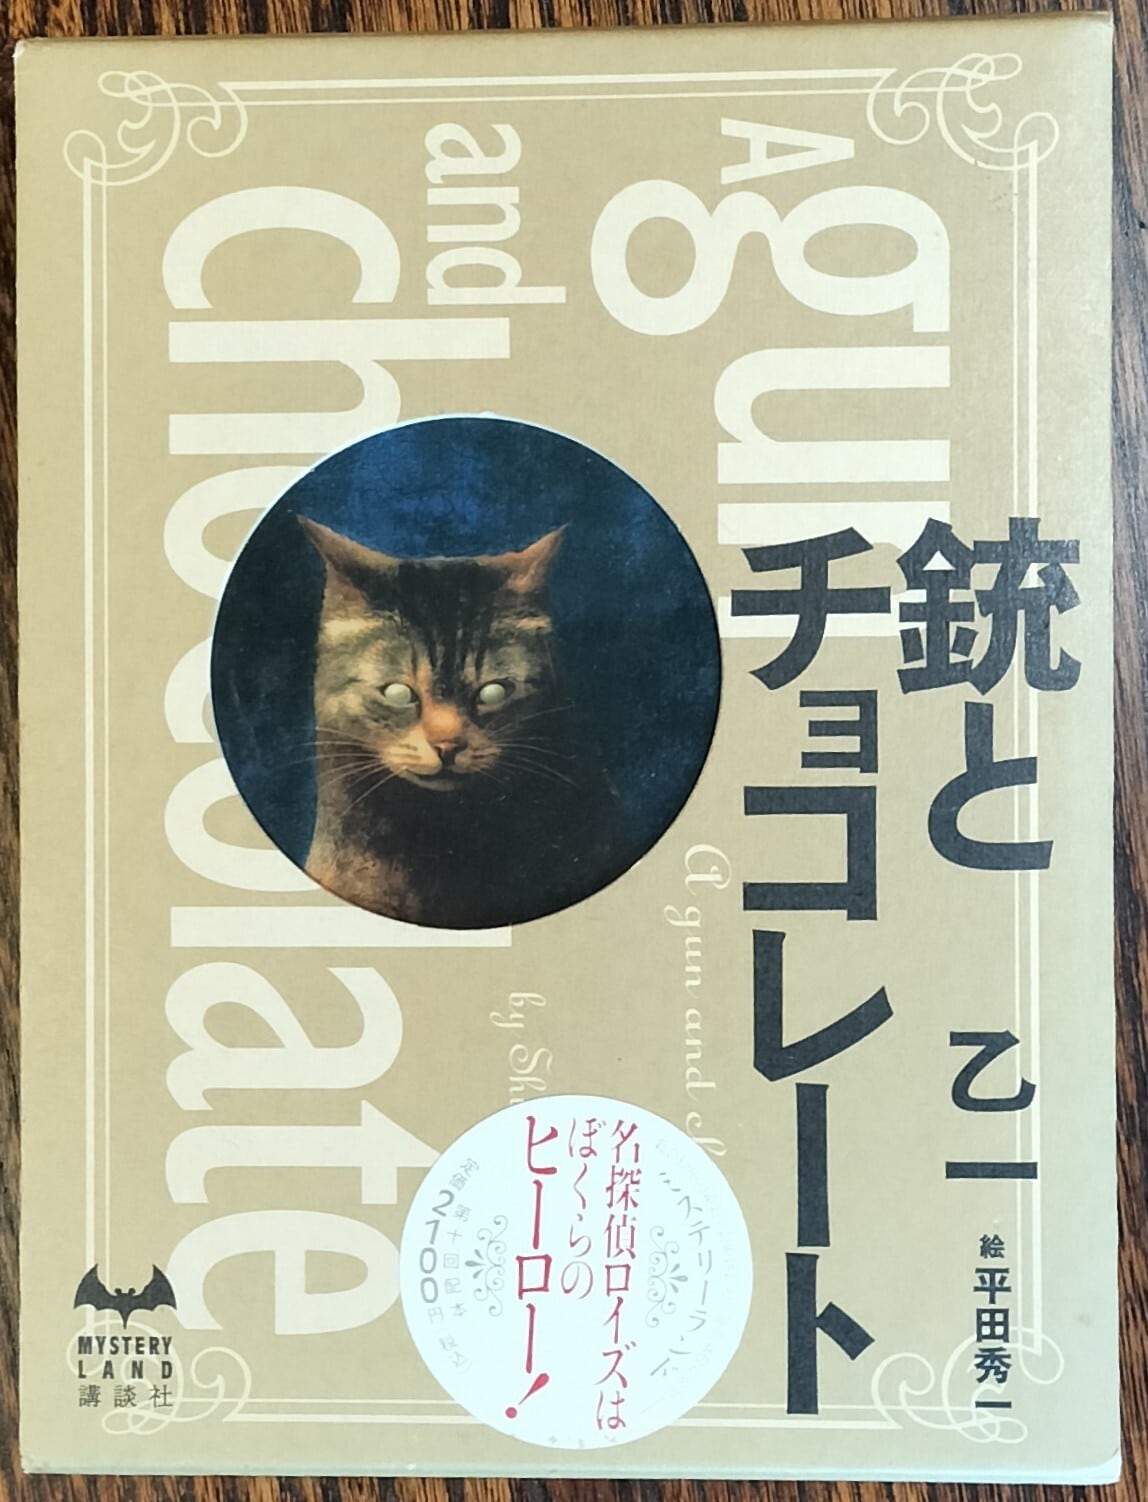 銃と
チョコレート
乙一
絵 平田秀一
A gun
and chocolate
A gun and
by
名探偵ロイズは
ぼくらの
ヒーロー!
ミステリーランド
第十回配本
定価2100円(税込)
MYSTERY
LAND
講談社